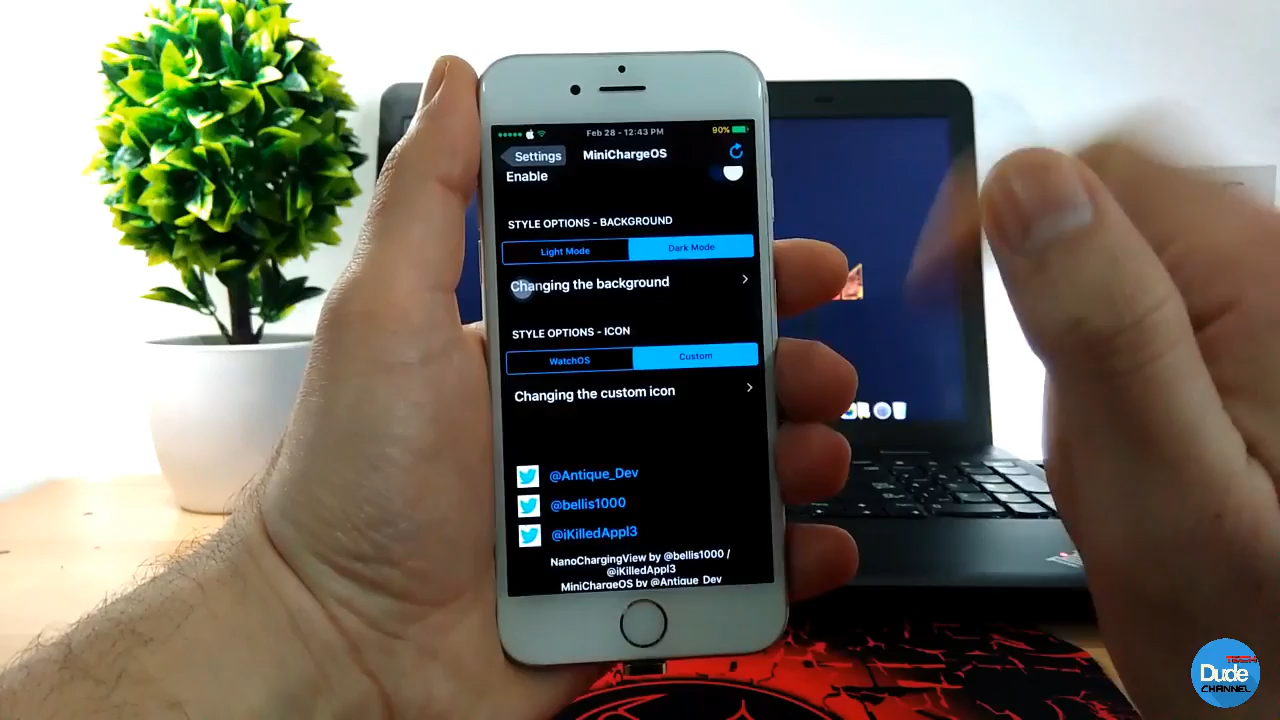 Feb 28 - 12:43 PM
90%
Settings
MiniChargeOS
Enable
STYLE OPTIONS - BACKGROUND
Light Mode
Dark Mode
Changing the background
STYLE OPTIONS - ICON
WatchOS
Custom
Changing the custom icon
@Antique_Dev
@bellis1000
@iKilledAppl3
NanoChargingView by @bellis1000 /
@iKilledAppl3
MiniChargeOS by @Antique_Dev
TECH
Dude
CHANNEL